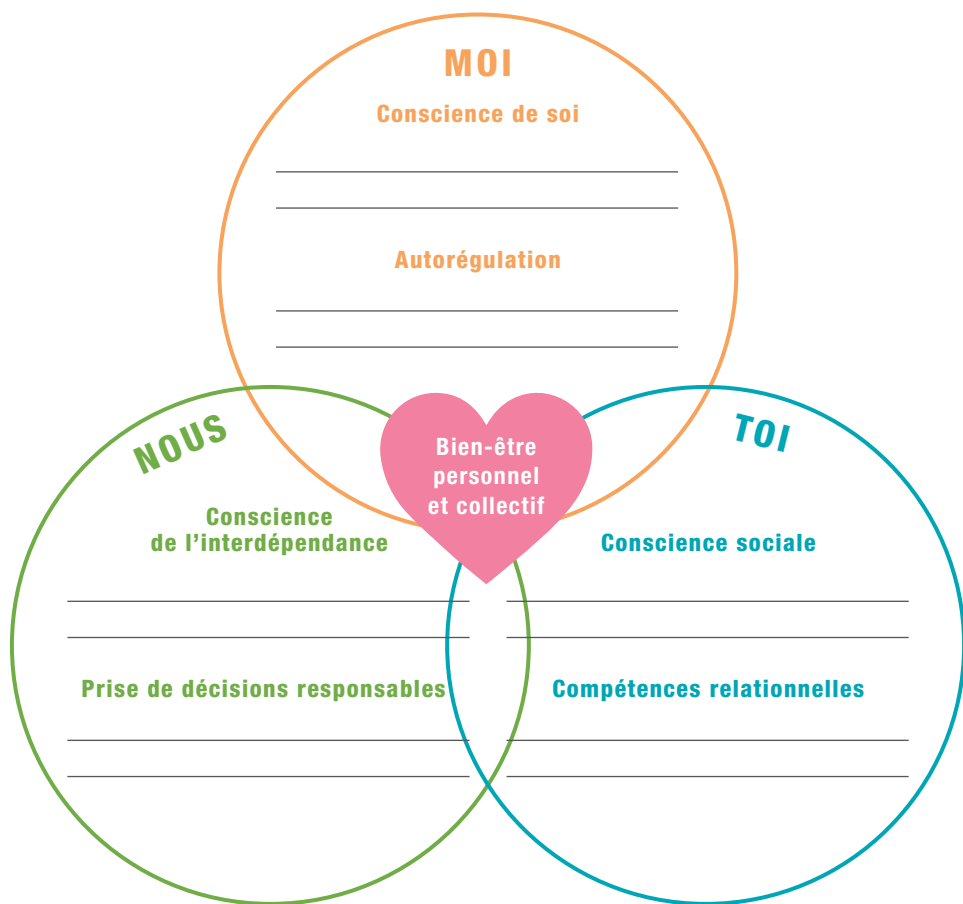 MOI
Conscience de soi
Autorégulation
Bien-être
personnel
et collectif
NOUS
Conscience
de l'interdépendance
Prise de décisions responsables
TOI
Conscience sociale
Compétences relationnelles